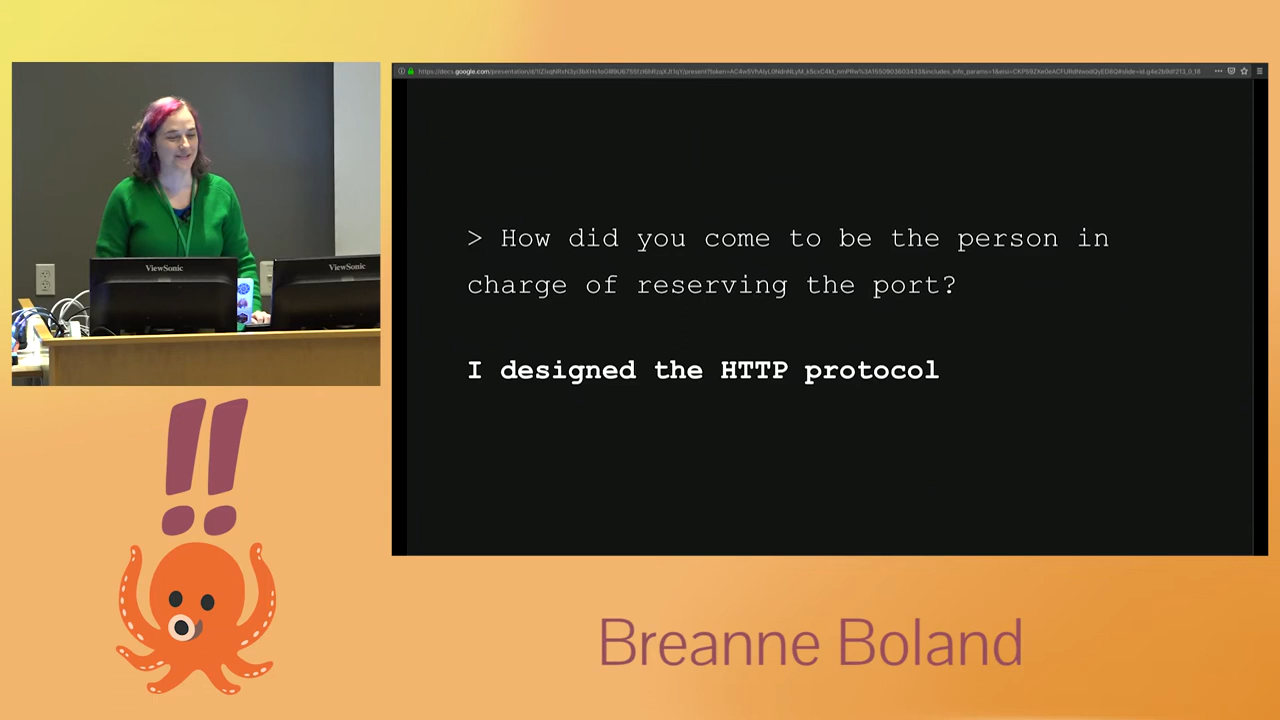 ViewSonic
ViewSonic
> How did you come to be the person in
charge of reserving the port?
I designed the HTTP protocol
!!
Breanne Boland